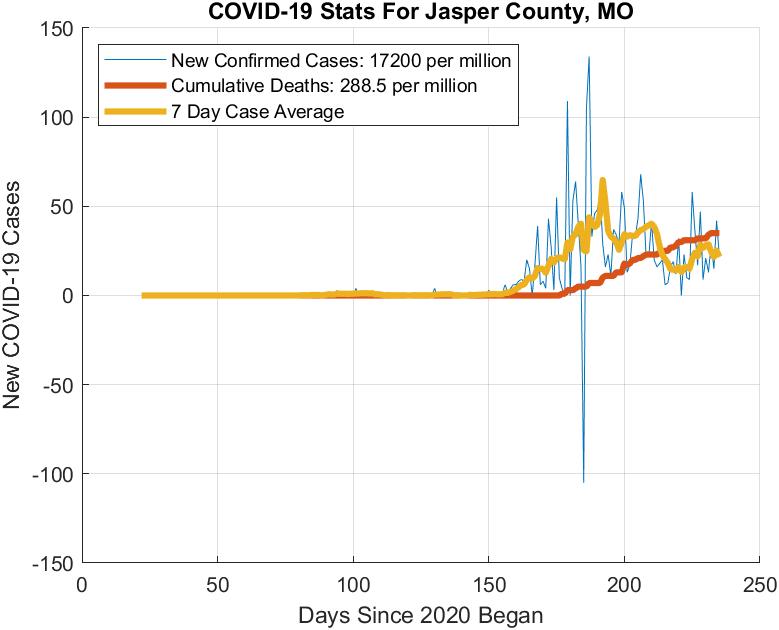 COVID-19 Stats For Jasper County, MO
New Confirmed Cases: 17200 per million
Cumulative Deaths: 288.5 per million
7 Day Case Average
New COVID-19 Cases
150
100
50
0
-50
-100
-150
0 50 100 150 200 250
Days Since 2020 Began